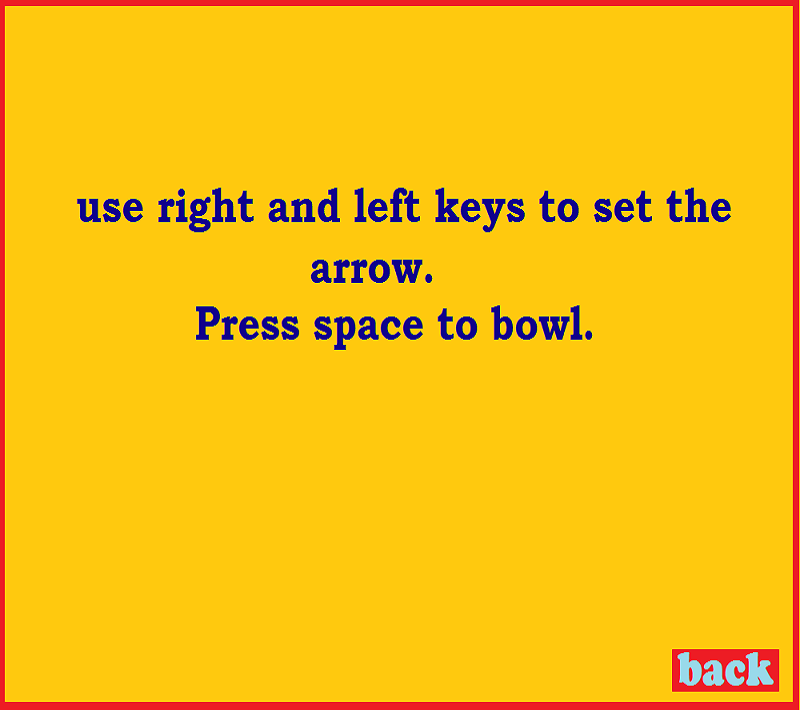 use right and left keys to set the
arrow.
Press space to bowl.
back